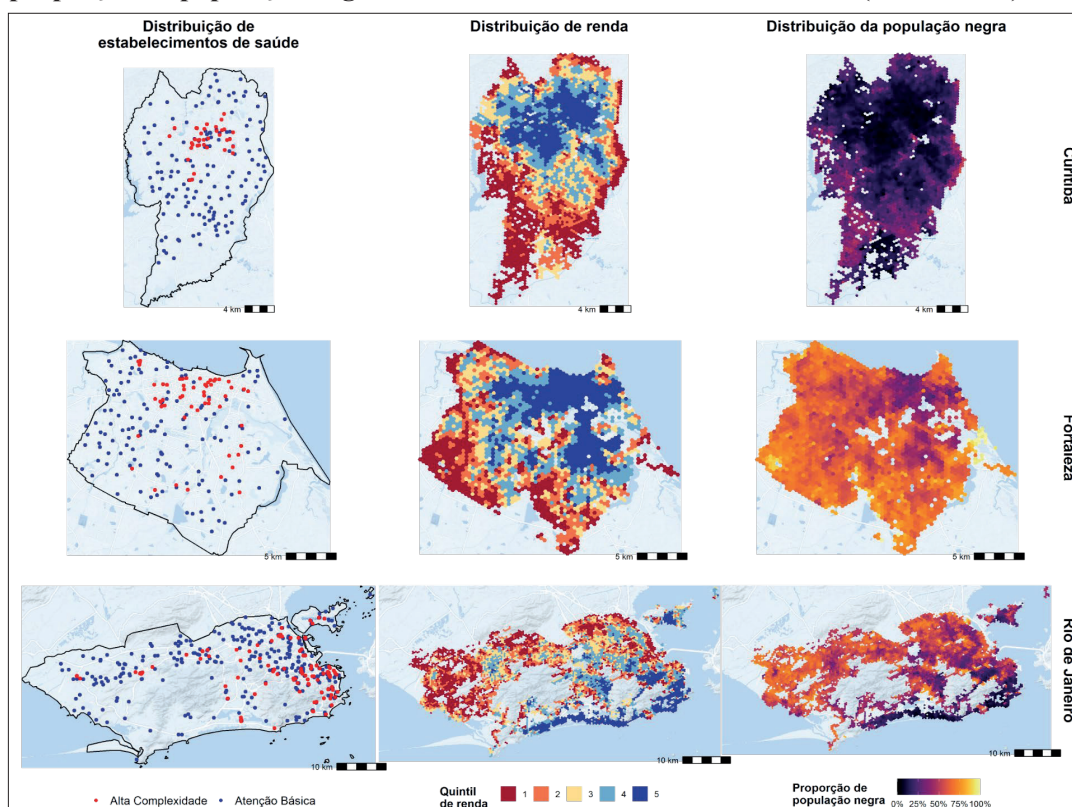 Distribuição de
estabelecimentos de saúde
Distribuição de renda
Distribuição da população negra
4 km
4 km
4 km
Curitiba
5 km
5 km
5 km
Fortaleza
10 km
10 km
10 km
Rio de Janeiro
Alta Complexidade
Atenção Básica
Quintil
de renda
1
2
3
4
5
Proporção de
população negra
0% 25% 50% 75% 100%